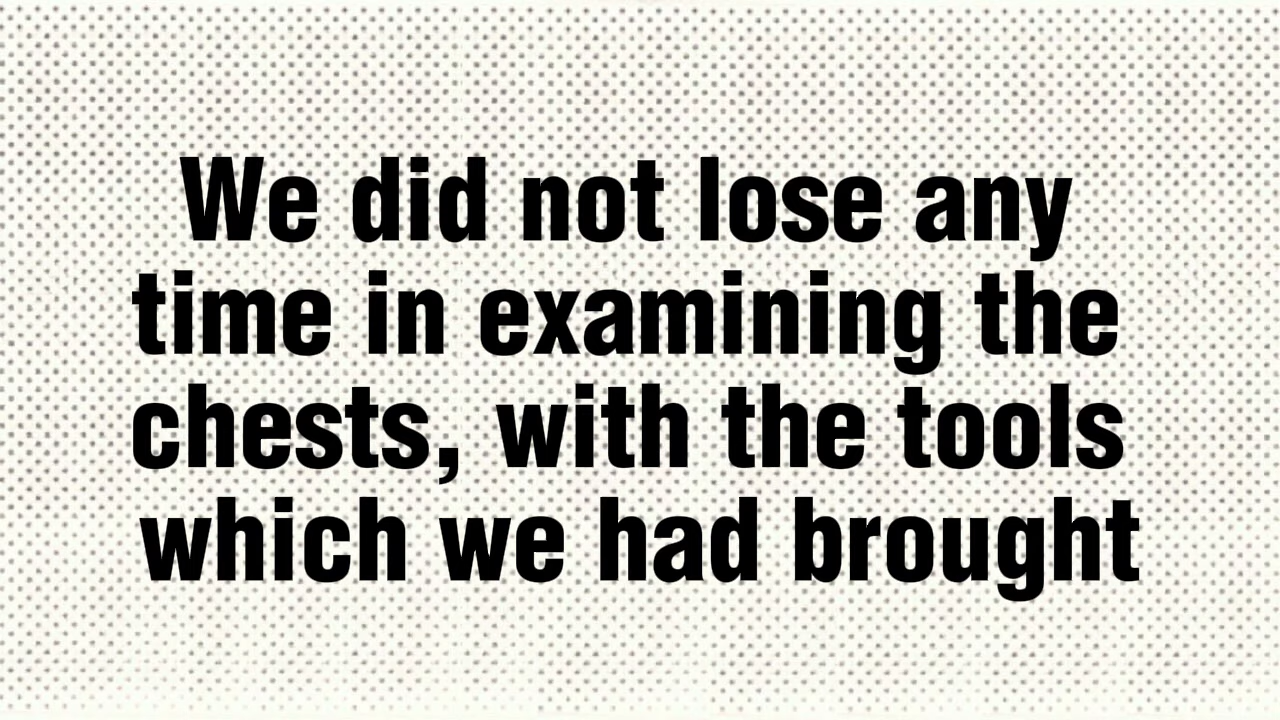 We did not lose any
time in examining the
chests, with the tools
which we had brought